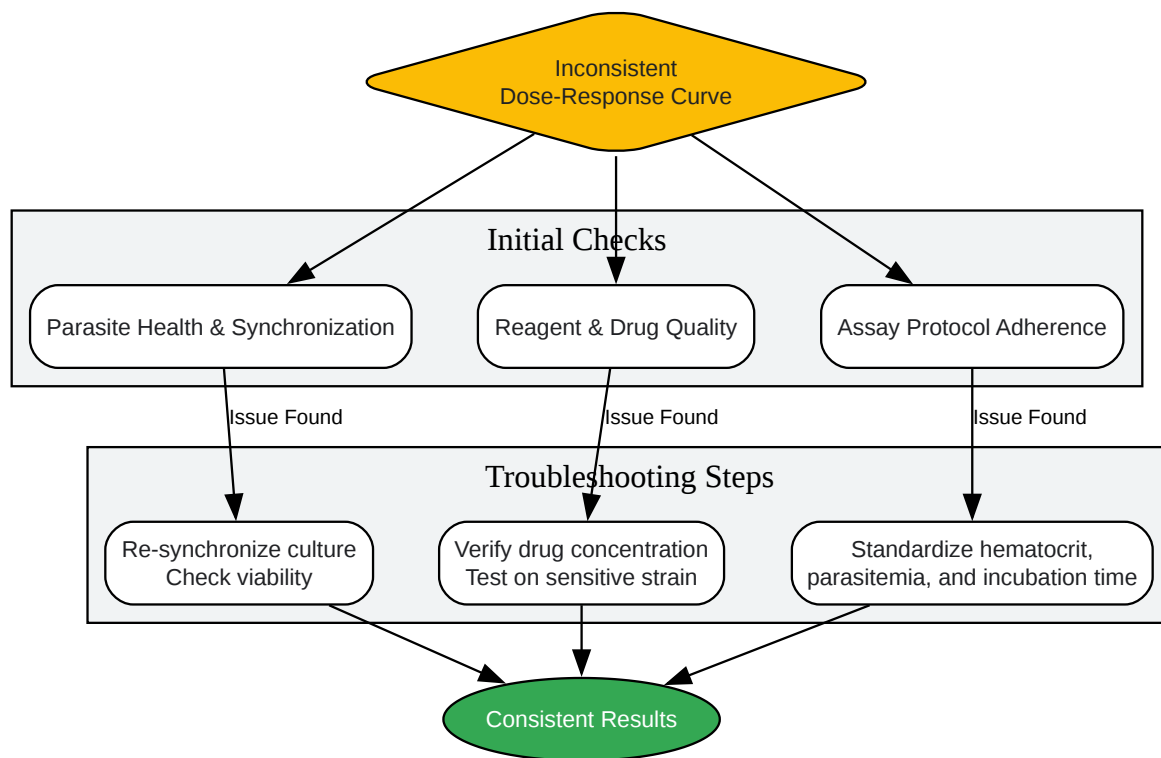 Inconsistent
Dose-Response Curve
Initial Checks
Parasite Health & Synchronization
Reagent & Drug Quality
Assay Protocol Adherence
Issue Found
Issue Found
Issue Found
Troubleshooting Steps
Re-synchronize culture
Check viability
Verify drug concentration
Test on sensitive strain
Standardize hematocrit,
parasitemia, and incubation time
Consistent Results